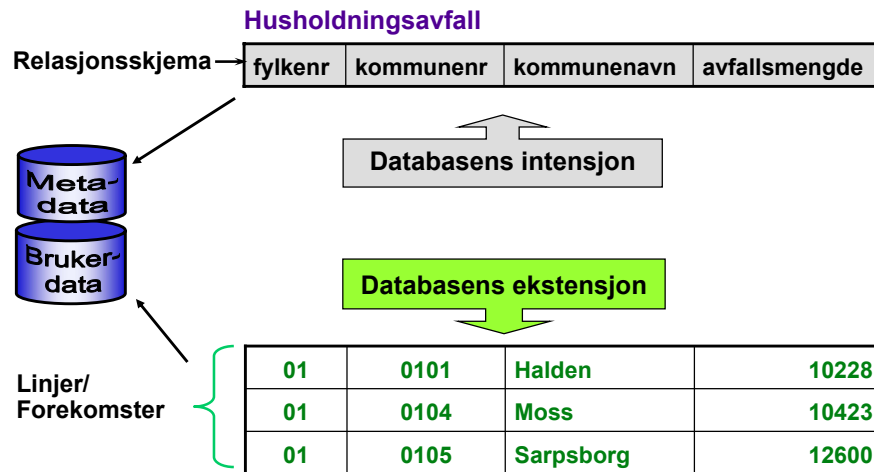 Husholdningsavfall
Relasjonsskjema
fylkenr kommunenr kommunenavn avfallsmengde
Databasens intensjon
Meta-
data
Bruker-
data
Databasens ekstensjon
Linjer/
Forekomster
01 0101 Halden 10228
01 0104 Moss 10423
01 0105 Sarpsborg 12600